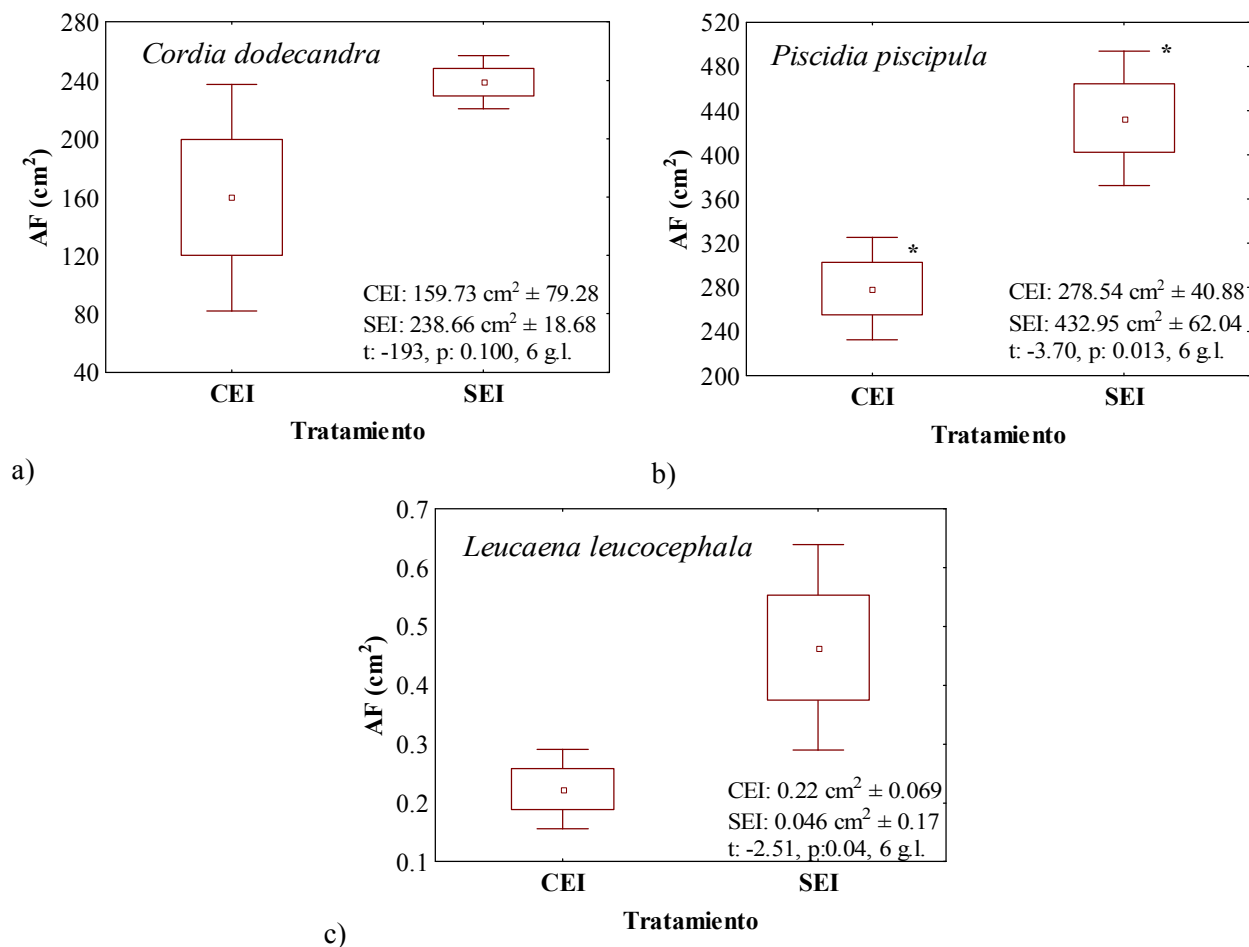 280
240
200
160
120
80
40
AF (cm²)
Cordia dodecandra
CEI: 159.73 cm² ± 79.28
SEI: 238.66 cm² ± 18.68
t: -193, p: 0.100, 6 g.l.
CEI SEI
Tratamiento
a)
520
480
440
400
360
320
280
240
200
AF (cm²)
Piscidia piscipula
*
*
CEI: 278.54 cm² ± 40.88
SEI: 432.95 cm² ± 62.04
t: -3.70, p: 0.013, 6 g.l.
CEI SEI
Tratamiento
b)
0.7
0.6
0.5
0.4
0.3
0.2
0.1
AF (cm²)
Leucaena leucocephala
CEI: 0.22 cm² ± 0.069
SEI: 0.046 cm² ± 0.17
t: -2.51, p:0.04, 6 g.l.
CEI SEI
Tratamiento
c)